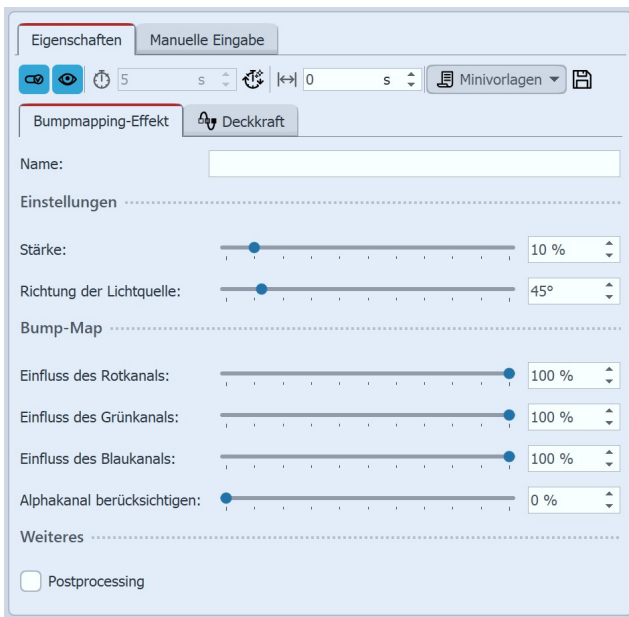 Eigenschaften Manuelle Eingabe
5 s 0 s Minivorlagen
Bumpmapping-Effekt Deckkraft
Name:
Einstellungen
Stärke: 10 %
Richtung der Lichtquelle: 45°
Bump-Map
Einfluss des Rotkanals: 100 %
Einfluss des Grünkanals: 100 %
Einfluss des Blaukanals: 100 %
Alphakanal berücksichtigen: 0 %
Weiteres
Postprocessing